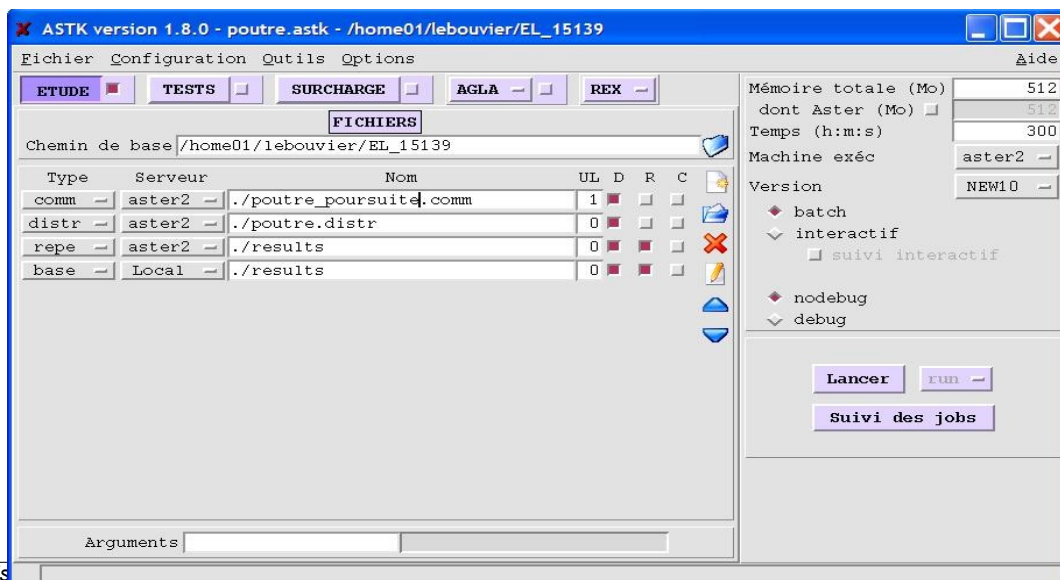 ASTK version 1.8.0 - poutre.astk - /home01/lebouvier/EL_15139
Fichier Configuration Outils Options Aide
ETUDE TESTS SURCHARGE AGLA REX
FICHIERS
Chemin de base /home01/lebouvier/EL_15139
Type Serveur Nom UL D R C
comm aster2 ./poutre_poursuite.comm 1
distr aster2 ./poutre.distr 0
repe aster2 ./results 0
base Local ./results 0
Arguments
Mémoire totale (Mo) 512
dont Aster (Mo) 512
Temps (h:m:s) 300
Machine exéc aster2
Version NEW10
batch
interactif
suivi interactif
nodebug
debug
Lancer run
Suivi des jobs
s